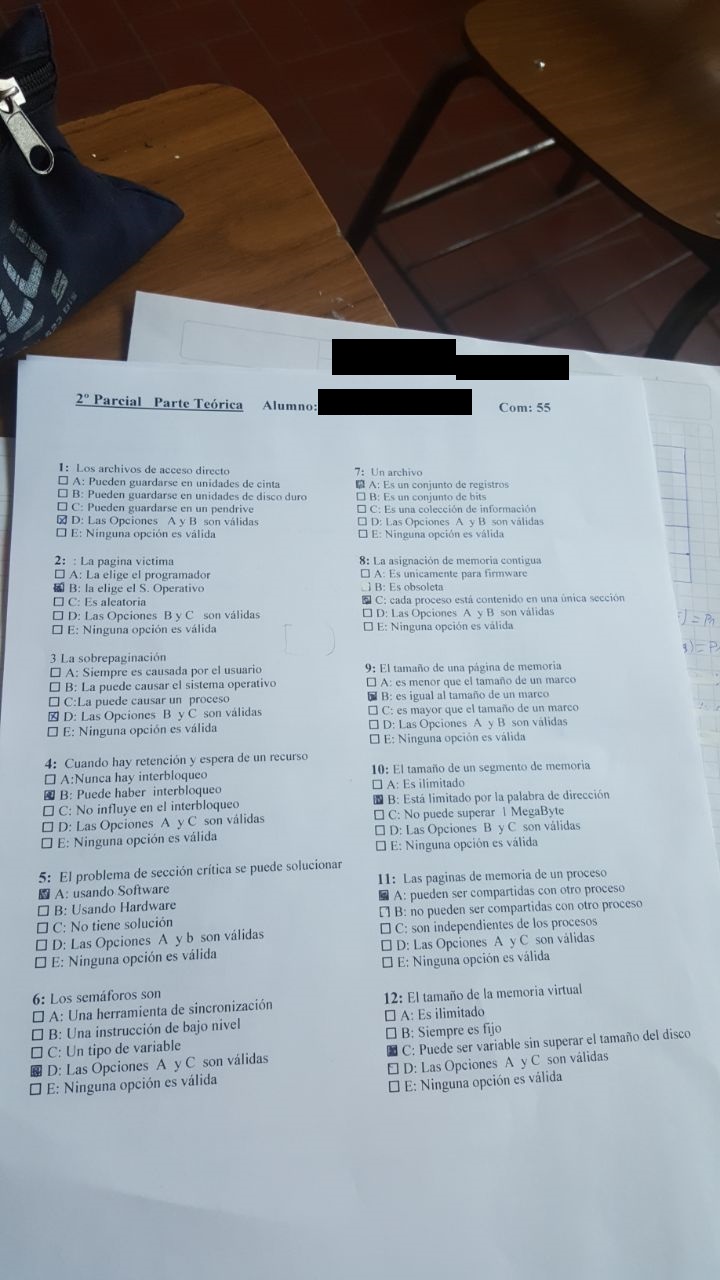 2º Parcial Parte Teórica Alumno: Com: 55
1: Los archivos de acceso directo
A: Pueden guardarse en unidades de cinta
B: Pueden guardarse en unidades de disco duro
C: Pueden guardarse en un pendrive
D: Las Opciones A y B son válidas
E: Ninguna opción es válida
2: : La pagina victima
A: La elige el programador
B: la elige el S. Operativo
C: Es aleatoria
D: Las Opciones B y C son válidas
E: Ninguna opción es válida
3 La sobrepaginación
A: Siempre es causada por el usuario
B: La puede causar el sistema operativo
C:La puede causar un proceso
D: Las Opciones B y C son válidas
E: Ninguna opción es válida
4: Cuando hay retención y espera de un recurso
A:Nunca hay interbloqueo
B: Puede haber interbloqueo
C: No influye en el interbloqueo
D: Las Opciones A y C son válidas
E: Ninguna opción es válida
5: El problema de sección crítica se puede solucionar
A: usando Software
B: Usando Hardware
C: No tiene solución
D: Las Opciones A y b son válidas
E: Ninguna opción es válida
6: Los semáforos son
A: Una herramienta de sincronización
B: Una instrucción de bajo nivel
C: Un tipo de variable
D: Las Opciones A y C son válidas
E: Ninguna opción es válida
7: Un archivo
A: Es un conjunto de registros
B: Es un conjunto de bits
C: Es una colección de información
D: Las Opciones A y B son válidas
E: Ninguna opción es válida
8: La asignación de memoria contigua
A: Es unicamente para firmware
B: Es obsoleta
C: cada proceso está contenido en una única sección
D: Las Opciones A y B son válidas
E: Ninguna opción es válida
9: El tamaño de una página de memoria
A: es menor que el tamaño de un marco
B: es igual al tamaño de un marco
C: es mayor que el tamaño de un marco
D: Las Opciones A y B son válidas
E: Ninguna opción es válida
10: El tamaño de un segmento de memoria
A: Es ilimitado
B: Está limitado por la palabra de dirección
C: No puede superar 1 MegaByte
D: Las Opciones B y C son válidas
E: Ninguna opción es válida
11: Las paginas de memoria de un proceso
A: pueden ser compartidas con otro proceso
B: no pueden ser compartidas con otro proceso
C: son independientes de los procesos
D: Las Opciones A y C son válidas
E: Ninguna opción es válida
12: El tamaño de la memoria virtual
A: Es ilimitado
B: Siempre es fijo
C: Puede ser variable sin superar el tamaño del disco
D: Las Opciones A y C son válidas
E: Ninguna opción es válida